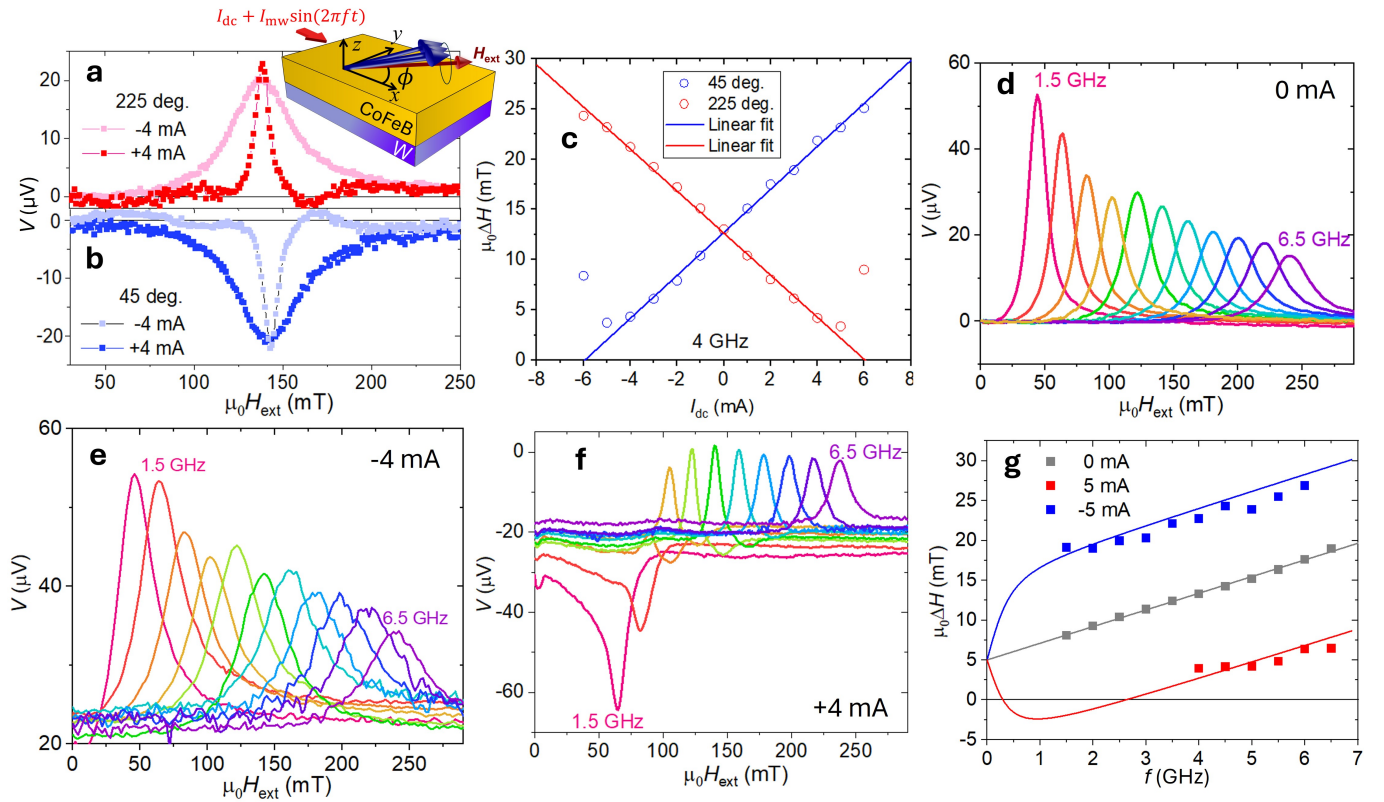 I_dc + I_mw sin(2πft)
a
225 deg.
-4 mA
+4 mA
20
10
0
V (µV)
b
45 deg.
-4 mA
+4 mA
0
-10
-20
50 100 150 200 250
µ₀H_ext (mT)
z
y
x
ϕ
H_ext
CoFeB
W
c
45 deg.
225 deg.
Linear fit
Linear fit
4 GHz
30
25
20
15
10
5
0
µ₀ΔH (mT)
-8 -6 -4 -2 0 2 4 6 8
I_dc (mA)
d
1.5 GHz
0 mA
6.5 GHz
60
40
20
0
V (µV)
0 50 100 150 200 250
µ₀H_ext (mT)
e
1.5 GHz
-4 mA
6.5 GHz
60
40
20
V (µV)
0 50 100 150 200 250
µ₀H_ext (mT)
f
6.5 GHz
1.5 GHz
+4 mA
0
-20
-40
-60
V (µV)
0 50 100 150 200 250
µ₀H_ext (mT)
g
0 mA
5 mA
-5 mA
30
25
20
15
10
5
0
-5
µ₀ΔH (mT)
0 1 2 3 4 5 6 7
f (GHz)